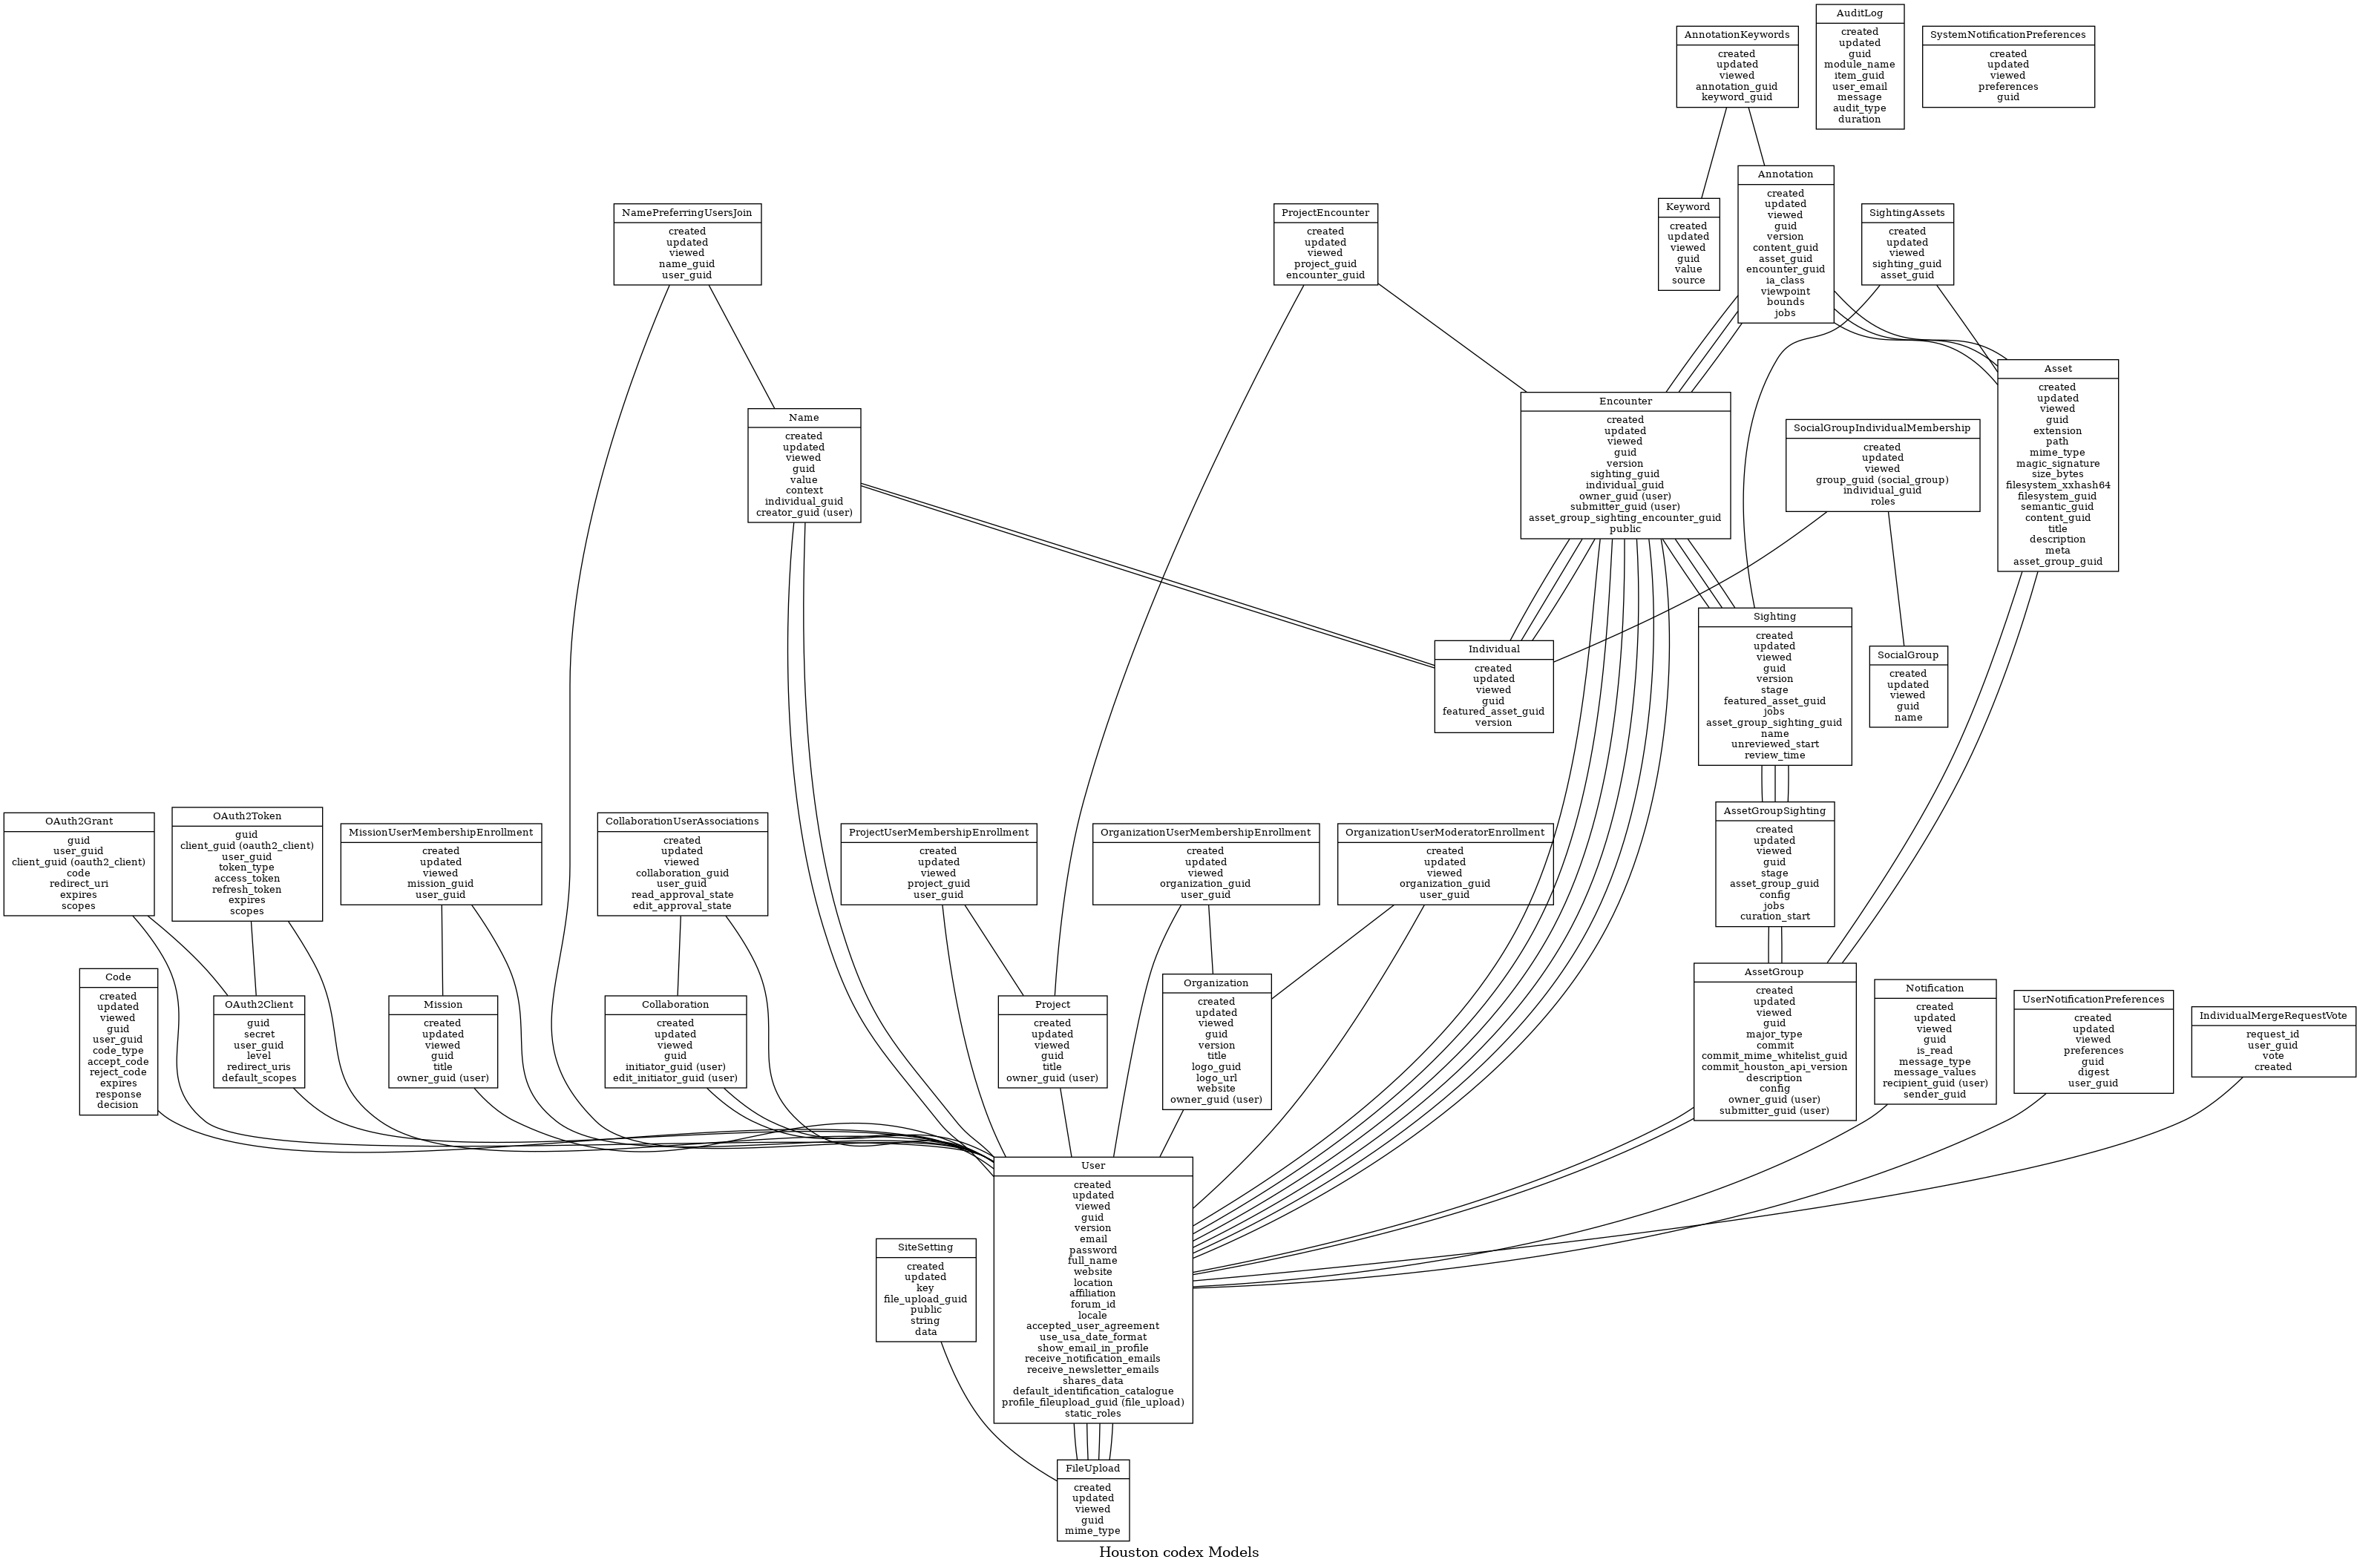 AuditLog
created
updated
guid
module_name
item_guid
user_email
message
audit_type
duration
AnnotationKeywords
created
updated
viewed
annotation_guid
keyword_guid
SystemNotificationPreferences
created
updated
viewed
preferences
guid
Annotation
created
updated
viewed
guid
version
content_guid
asset_guid
encounter_guid
ia_class
viewpoint
bounds
jobs
Keyword
created
updated
viewed
guid
value
source
NamePreferringUsersJoin
created
updated
viewed
name_guid
user_guid
ProjectEncounter
created
updated
viewed
project_guid
encounter_guid
SightingAssets
created
updated
viewed
sighting_guid
asset_guid
Asset
created
updated
viewed
guid
extension
path
mime_type
magic_signature
size_bytes
filesystem_xxhash64
filesystem_guid
semantic_guid
content_guid
title
description
meta
asset_group_guid
Encounter
created
updated
viewed
guid
version
sighting_guid
individual_guid
owner_guid (user)
submitter_guid (user)
asset_group_sighting_encounter_guid
public
Name
created
updated
viewed
guid
value
context
individual_guid
creator_guid (user)
SocialGroupIndividualMembership
created
updated
viewed
group_guid (social_group)
individual_guid
roles
Sighting
created
updated
viewed
guid
version
stage
featured_asset_guid
jobs
asset_group_sighting_guid
name
unreviewed_start
review_time
Individual
created
updated
viewed
guid
featured_asset_guid
version
SocialGroup
created
updated
viewed
guid
name
OAuth2Grant
guid
user_guid
client_guid (oauth2_client)
code
redirect_uri
expires
scopes
OAuth2Token
guid
client_guid (oauth2_client)
user_guid
token_type
access_token
refresh_token
expires
scopes
MissionUserMembershipEnrollment
created
updated
viewed
mission_guid
user_guid
CollaborationUserAssociations
created
updated
viewed
collaboration_guid
user_guid
read_approval_state
edit_approval_state
ProjectUserMembershipEnrollment
created
updated
viewed
project_guid
user_guid
OrganizationUserMembershipEnrollment
created
updated
viewed
organization_guid
user_guid
OrganizationUserModeratorEnrollment
created
updated
viewed
organization_guid
user_guid
AssetGroupSighting
created
updated
viewed
guid
stage
asset_group_guid
config
jobs
curation_start
Code
created
updated
viewed
guid
user_guid
code_type
accept_code
reject_code
expires
response
decision
OAuth2Client
guid
secret
user_guid
level
redirect_uris
default_scopes
Mission
created
updated
viewed
guid
title
owner_guid (user)
Collaboration
created
updated
viewed
guid
initiator_guid (user)
edit_initiator_guid (user)
Project
created
updated
viewed
guid
title
owner_guid (user)
Organization
created
updated
viewed
guid
version
title
logo_guid
logo_url
website
owner_guid (user)
AssetGroup
created
updated
viewed
guid
major_type
commit
commit_mime_whitelist_guid
commit_houston_api_version
description
config
owner_guid (user)
submitter_guid (user)
Notification
created
updated
viewed
guid
is_read
message_type
message_values
recipient_guid (user)
sender_guid
UserNotificationPreferences
created
updated
viewed
preferences
guid
digest
user_guid
IndividualMergeRequestVote
request_id
user_guid
vote
created
User
created
updated
viewed
guid
version
email
password
full_name
website
location
affiliation
forum_id
locale
accepted_user_agreement
use_usa_date_format
show_email_in_profile
receive_notification_emails
receive_newsletter_emails
shares_data
default_identification_catalogue
profile_fileupload_guid (file_upload)
static_roles
SiteSetting
created
updated
key
file_upload_guid
public
string
data
FileUpload
created
updated
viewed
guid
mime_type
Houston codex Models